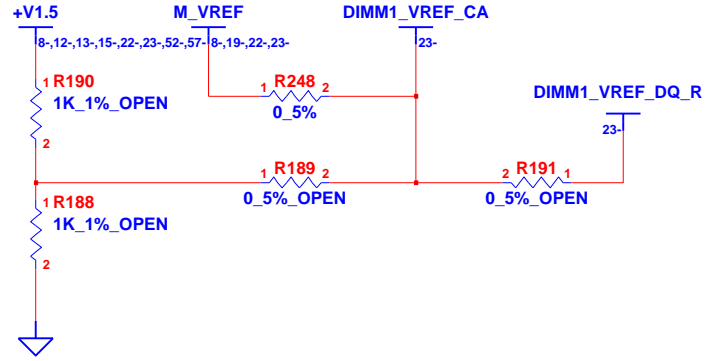 +V1.5
M_VREF
DIMM1_VREF_CA
8-,12-,13-,15-,22-,23-,52-,57-
8-,19-,22-,23-
23-
1 R190
1K_1%_OPEN
2
1 R248 2
0_5%
DIMM1_VREF_DQ_R
23-
1 R189 2
0_5%_OPEN
2 R191 1
0_5%_OPEN
1 R188
1K_1%_OPEN
2